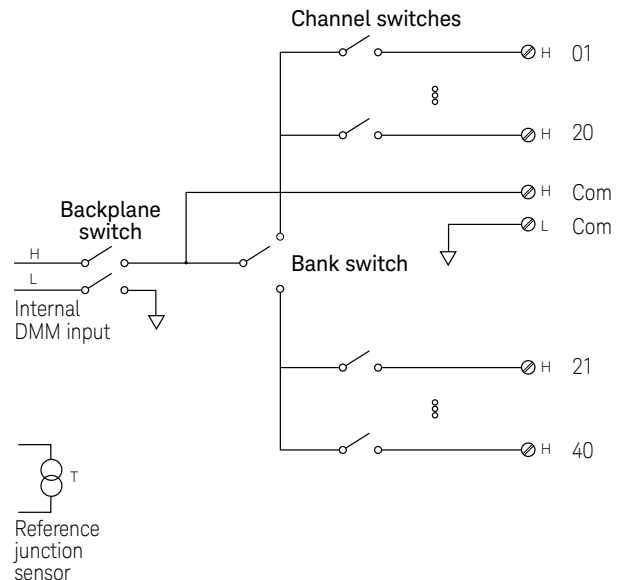 Channel switches
H 01
H 20
H Com
L Com
Backplane
switch
H
L
Internal
DMM input
Bank switch
H 21
H 40
T
Reference
junction
sensor